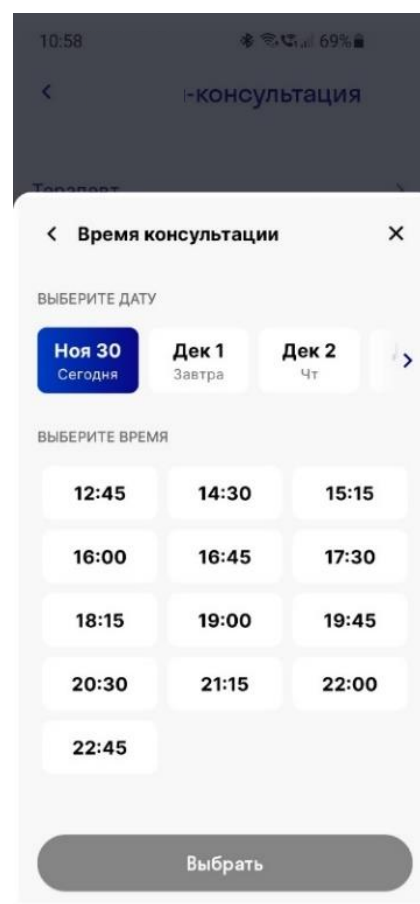 10:58 69%
-консультация
Терапевт
Время консультации
ВЫБЕРИТЕ ДАТУ
Ноя 30 Дек 1 Дек 2
Сегодня Завтра Чт
ВЫБЕРИТЕ ВРЕМЯ
12:45 14:30 15:15
16:00 16:45 17:30
18:15 19:00 19:45
20:30 21:15 22:00
22:45
Выбрать